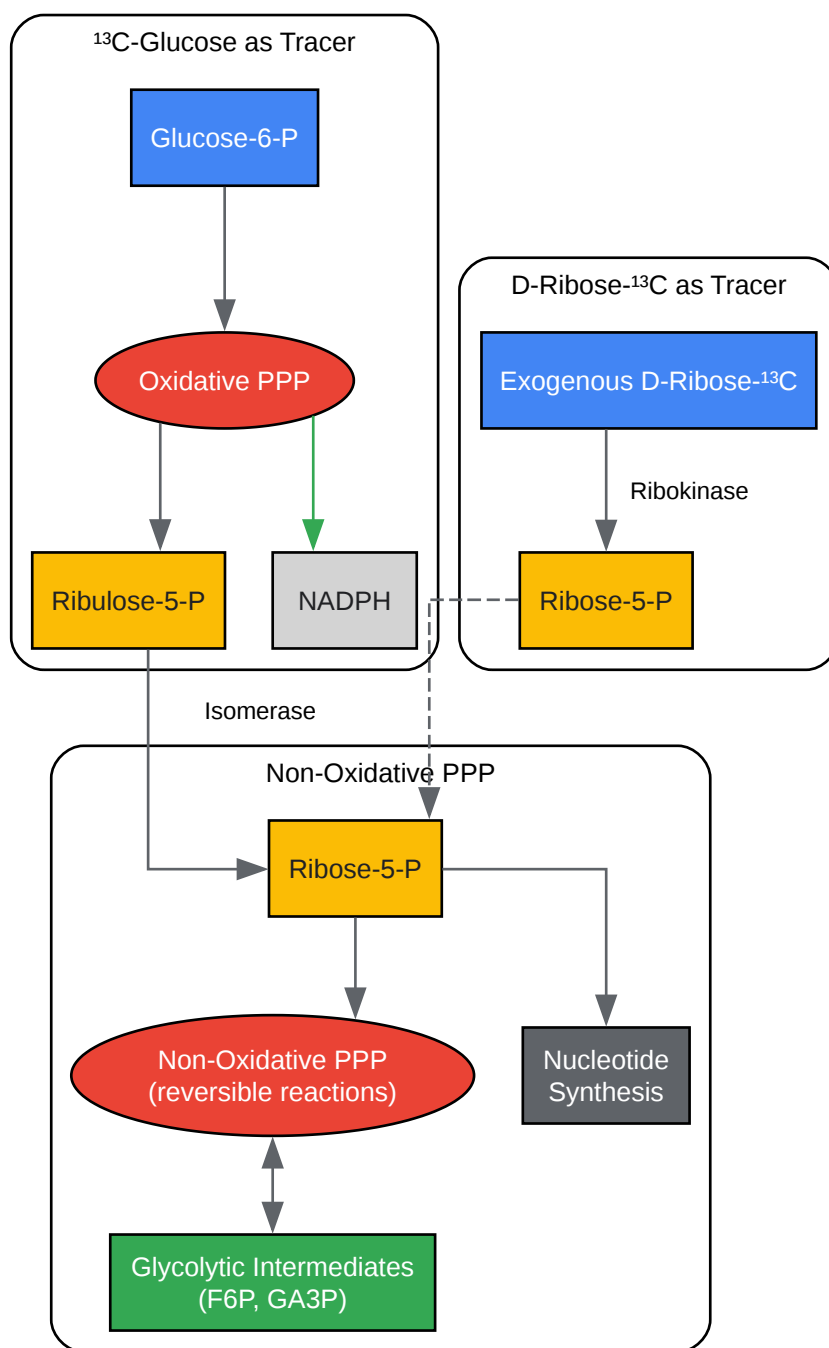 ¹³C-Glucose as Tracer
Glucose-6-P
Oxidative PPP
Ribulose-5-P
NADPH
D-Ribose-¹³C as Tracer
Exogenous D-Ribose-¹³C
Ribokinase
Ribose-5-P
Isomerase
Non-Oxidative PPP
Ribose-5-P
Non-Oxidative PPP
(reversible reactions)
Nucleotide
Synthesis
Glycolytic Intermediates
(F6P, GA3P)